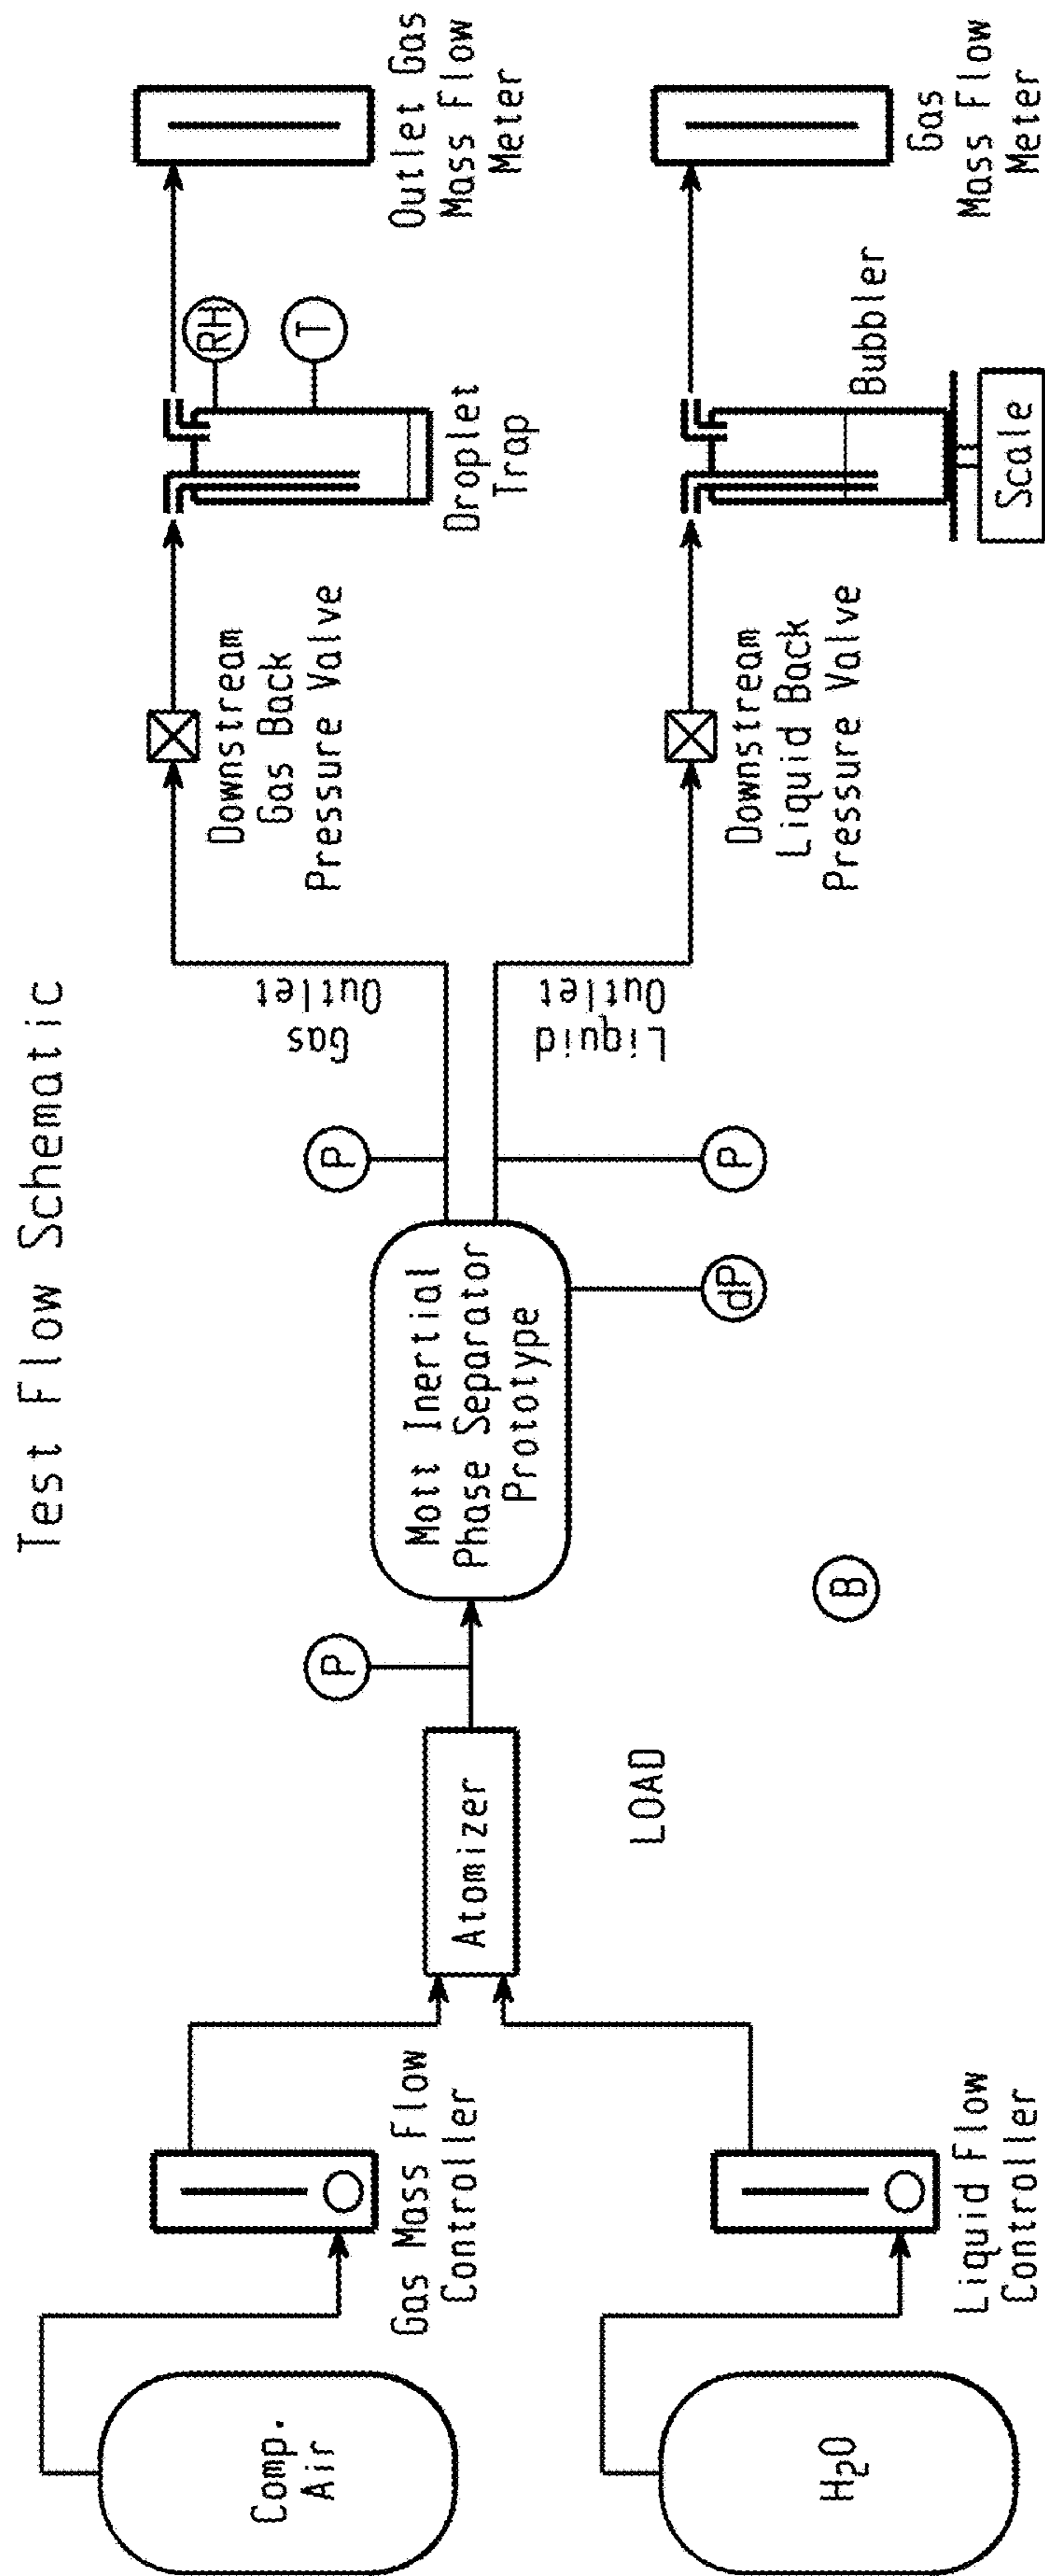 Test Flow Schematic
Comp.
Air
Gas Mass Flow
Controller
H₂O
Liquid Flow
Controller
Atomizer
LOAD
P
Mott Inertial
Phase Separator
Prototype
B
dP
P
P
Gas
Outlet
Liquid
Outlet
Downstream
Gas Back
Pressure Valve
Droplet
Trap
RH
T
Outlet Gas
Mass Flow
Meter
Downstream
Liquid Back
Pressure Valve
Bubbler
Scale
Gas
Mass Flow
Meter